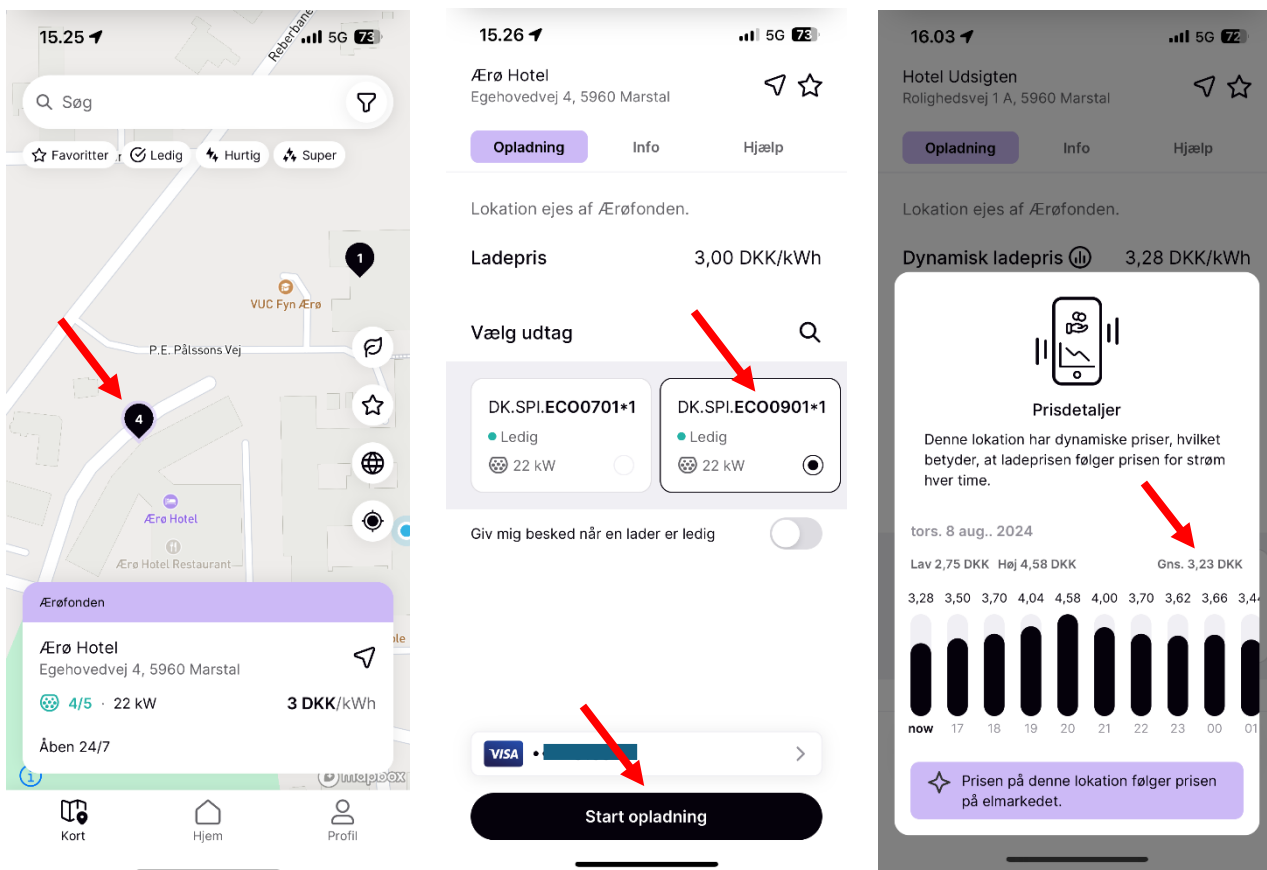 15.25
5G 73
Reberbane
Søg
Favoritter
Ledig
Hurtig
Super
1
VUC Fyn Ærø
P.E. Pålssons Vej
4
Ærø Hotel
Ærø Hotel Restaurant
Ærøfonden
Ærø Hotel
Egehovedvej 4, 5960 Marstal
4/5 · 22 kW
3 DKK/kWh
Åben 24/7
mapbox
Kort
Hjem
Profil
15.26
5G 73
Ærø Hotel
Egehovedvej 4, 5960 Marstal
Opladning
Info
Hjælp
Lokation ejes af Ærøfonden.
Ladepris
3,00 DKK/kWh
Vælg udtag
DK.SPI.ECO0701*1
Ledig
22 kW
DK.SPI.ECO0901*1
Ledig
22 kW
Giv mig besked når en lader er ledig
VISA
Start opladning
16.03
5G 72
Hotel Udsigten
Rolighedsvej 1 A, 5960 Marstal
Opladning
Info
Hjælp
Lokation ejes af Ærøfonden.
Dynamisk ladepris
3,28 DKK/kWh
Prisdetaljer
Denne lokation har dynamiske priser, hvilket
betyder, at ladeprisen følger prisen for strøm
hver time.
tors. 8 aug.. 2024
Lav 2,75 DKK Høj 4,58 DKK
Gns. 3,23 DKK
3,28 3,50 3,70 4,04 4,58 4,00 3,70 3,62 3,66 3,44
now 17 18 19 20 21 22 23 00 01
Prisen på denne lokation følger prisen
på elmarkedet.